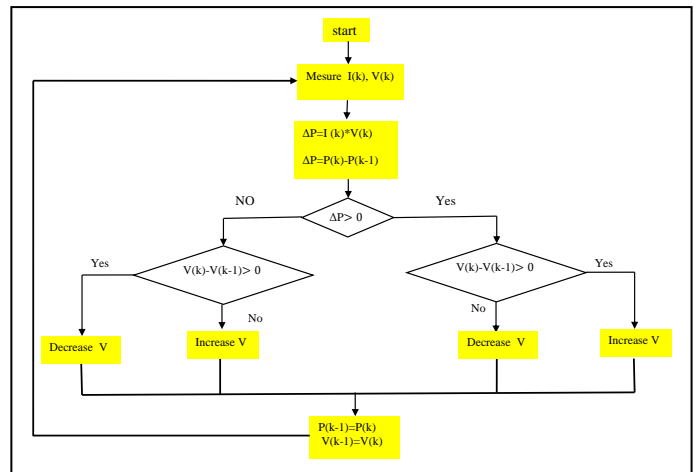 start
Mesure I(k), V(k)
ΔP=I (k)*V(k)
ΔP=P(k)-P(k-1)
NO
Yes
ΔP> 0
Yes
V(k)-V(k-1)> 0
V(k)-V(k-1)> 0
Yes
No
No
Decrease V
Increase V
Decrease V
Increase V
P(k-1)=P(k)
V(k-1)=V(k)